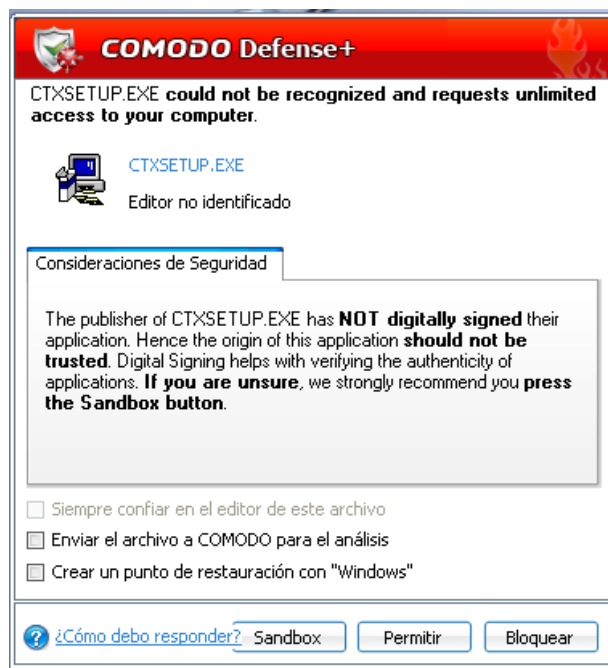 COMODO Defense+
CTXSETUP.EXE could not be recognized and requests unlimited
access to your computer.
CTXSETUP.EXE
Editor no identificado
Consideraciones de Seguridad
The publisher of CTXSETUP.EXE has NOT digitally signed their
application. Hence the origin of this application should not be
trusted. Digital Signing helps with verifying the authenticity of
applications. If you are unsure, we strongly recommend you press
the Sandbox button.
Siempre confiar en el editor de este archivo
Enviar el archivo a COMODO para el análisis
Crear un punto de restauración con "Windows"
¿Cómo debo responder? Sandbox Permitir Bloquear